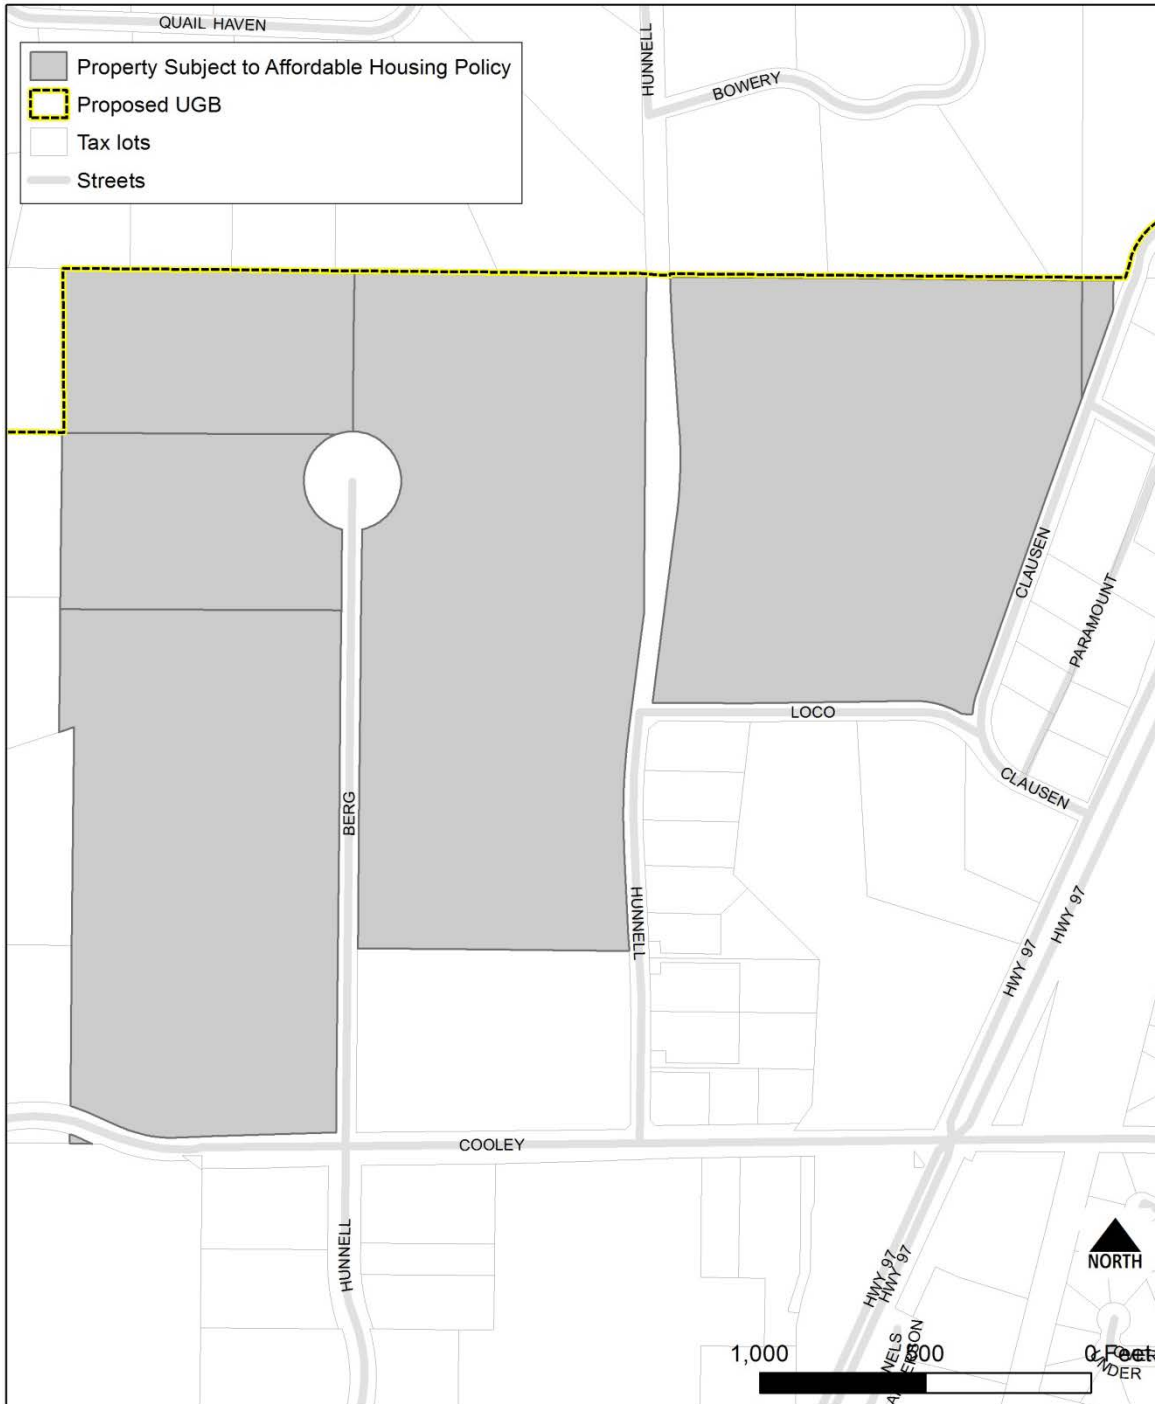 QUAIL HAVEN
HUNNELL
BOWERY
Property Subject to Affordable Housing Policy
Proposed UGB
Tax lots
Streets
CLAUSEN
PARAMOUNT
LOCO
CLAUSEN
BERG
HUNNELL
HWY 97
HWY 97
COOLEY
HUNNELL
NORTH
HWY 97
HWY 97
1,000
0 Feet